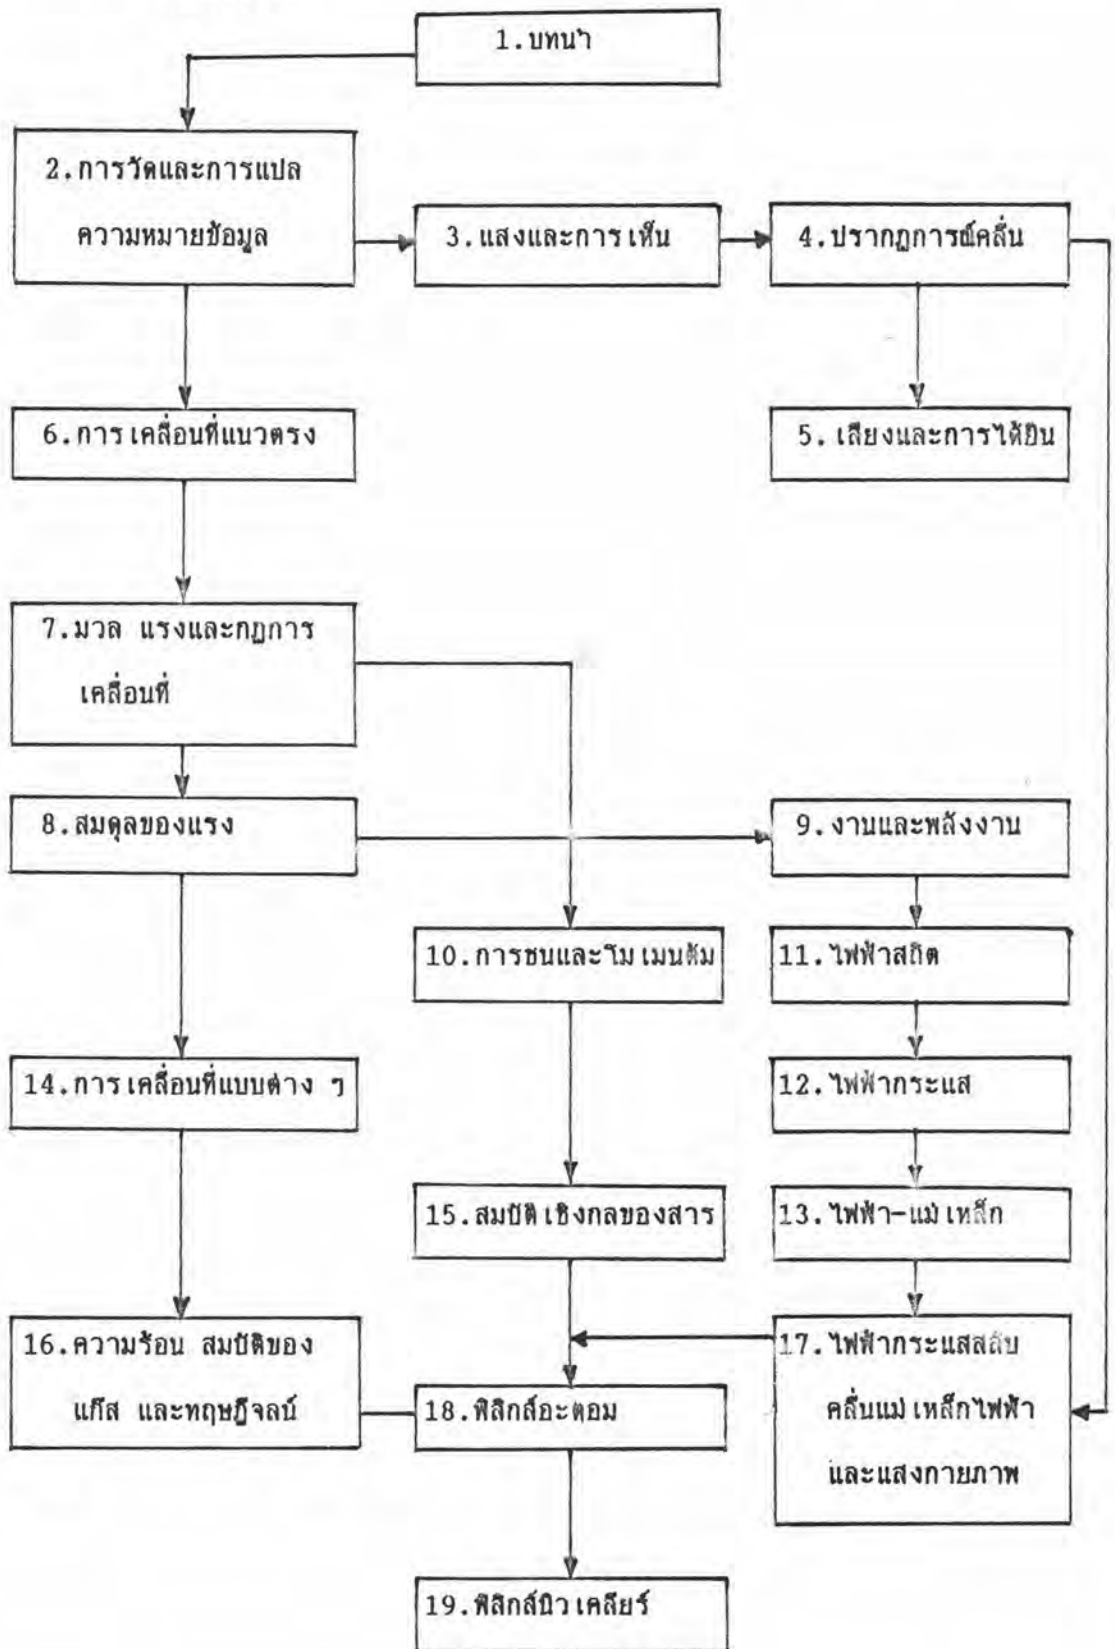 1.บทนำ
2.การวัดและการแปล
ความหมายข้อมูล
3.แสงและการเห็น
4.ปรากฏการณ์คลื่น
6.การเคลื่อนที่แนวตรง
5.เสียงและการได้ยิน
7.มวล แรงและกฎการ
เคลื่อนที่
8.สมดุลของแรง
9.งานและพลังงาน
10.การชนและโมเมนตัม
11.ไฟฟ้าสถิต
14.การเคลื่อนที่แบบต่าง ๆ
12.ไฟฟ้ากระแส
15.สมบัติเชิงกลของสาร
13.ไฟฟ้า-แม่เหล็ก
16.ความร้อน สมบัติของ
แก๊ส และทฤษฎีจลน์
17.ไฟฟ้ากระแสสลับ
คลื่นแม่เหล็กไฟฟ้า
และแสงกายภาพ
18.ฟิสิกส์อะตอม
19.ฟิสิกส์นิวเคลียร์